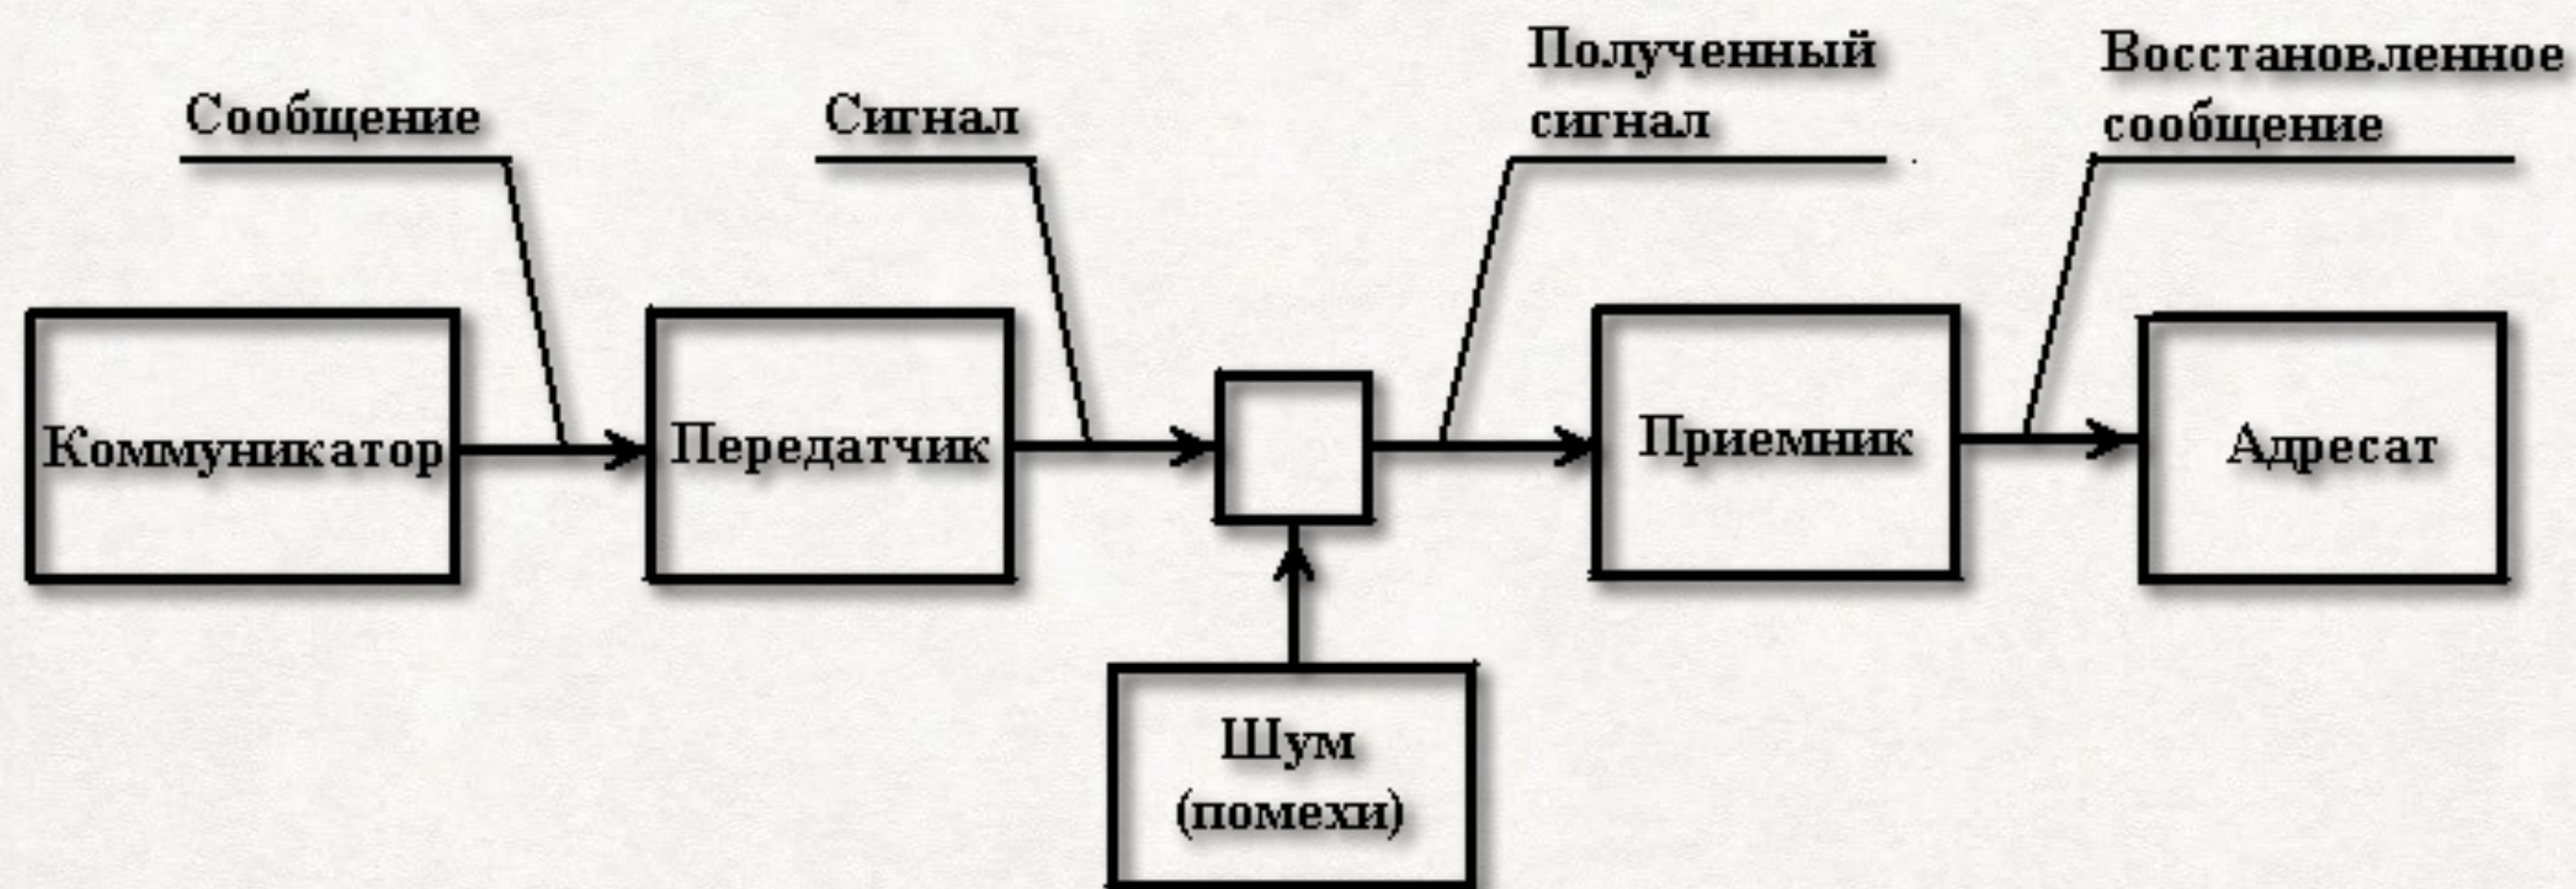 Сообщение
Сигнал
Полученный
сигнал
Восстановленное
сообщение
Коммуникатор
Передатчик
Приемник
Адресат
Шум
(помехи)